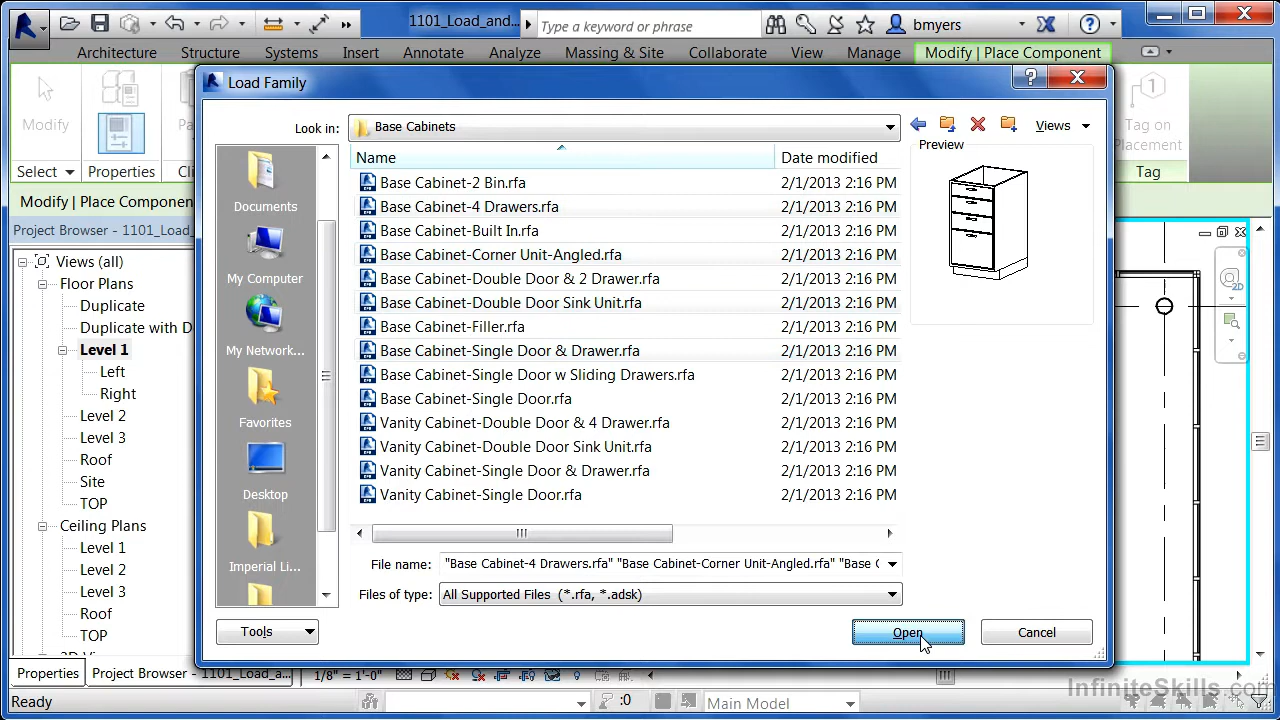 1101_Load_and...
Type a keyword or phrase
bmyers
Architecture
Structure
Systems
Insert
Annotate
Analyze
Massing & Site
Collaborate
View
Manage
Modify | Place Component
Load Family
Modify
Select
Properties
Tag on
Placement
Tag
Modify | Place Componen
Project Browser - 1101_Load_
Views (all)
Floor Plans
Duplicate
Duplicate with D
Level 1
Left
Right
Level 2
Level 3
Roof
Site
TOP
Ceiling Plans
Level 1
Level 2
Level 3
Roof
TOP
Look in:
Base Cabinets
Views
Documents
My Computer
My Network...
Favorites
Desktop
Imperial Li...
Name
Date modified
Base Cabinet-2 Bin.rfa 2/1/2013 2:16 PM
Base Cabinet-4 Drawers.rfa 2/1/2013 2:16 PM
Base Cabinet-Built In.rfa 2/1/2013 2:16 PM
Base Cabinet-Corner Unit-Angled.rfa 2/1/2013 2:16 PM
Base Cabinet-Double Door & 2 Drawer.rfa 2/1/2013 2:16 PM
Base Cabinet-Double Door Sink Unit.rfa 2/1/2013 2:16 PM
Base Cabinet-Filler.rfa 2/1/2013 2:16 PM
Base Cabinet-Single Door & Drawer.rfa 2/1/2013 2:16 PM
Base Cabinet-Single Door w Sliding Drawers.rfa 2/1/2013 2:16 PM
Base Cabinet-Single Door.rfa 2/1/2013 2:16 PM
Vanity Cabinet-Double Door & 4 Drawer.rfa 2/1/2013 2:16 PM
Vanity Cabinet-Double Door Sink Unit.rfa 2/1/2013 2:16 PM
Vanity Cabinet-Single Door & Drawer.rfa 2/1/2013 2:16 PM
Vanity Cabinet-Single Door.rfa 2/1/2013 2:16 PM
Preview
File name:
"Base Cabinet-4 Drawers.rfa" "Base Cabinet-Corner Unit-Angled.rfa" "Base C
Files of type:
All Supported Files (*.rfa, *.adsk)
Tools
Open
Cancel
2D
Properties
Project Browser - 1101_Load_a...
1/8" = 1'-0"
Ready
:0
Main Model
InfiniteSkills.com